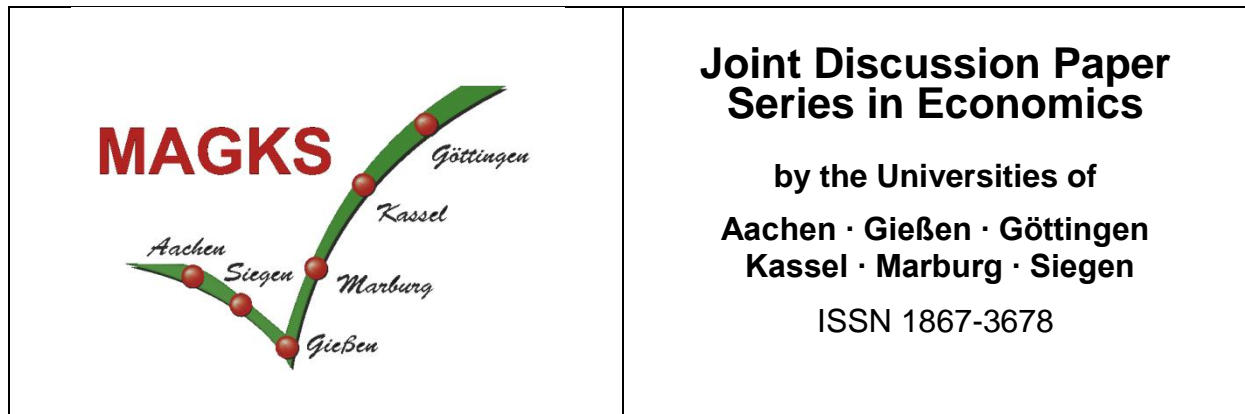 MAGKS
Göttingen
Kassel
Aachen
Siegen
Marburg
Gießen
Joint Discussion Paper
Series in Economics
by the Universities of
Aachen · Gießen · Göttingen
Kassel · Marburg · Siegen
ISSN 1867-3678